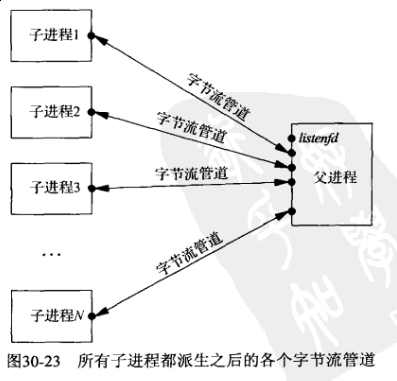 子进程1
字节流管道
子进程2
字节流管道
listenfd
子进程3
字节流管道
父进程
...
字节流管道
子进程N
图30-23 所有子进程都派生之后的各个字节流管道